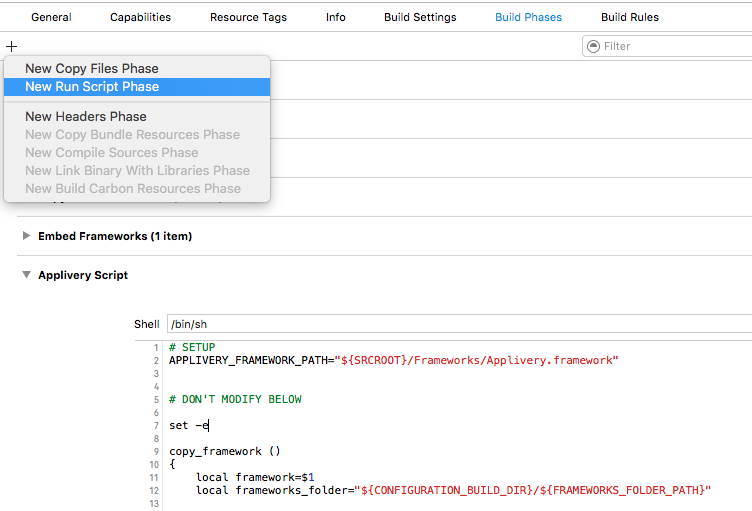 General Capabilities Resource Tags Info Build Settings Build Phases Build Rules
+ Filter
New Copy Files Phase
New Run Script Phase
New Headers Phase
New Copy Bundle Resources Phase
New Compile Sources Phase
New Link Binary With Libraries Phase
New Build Carbon Resources Phase
Embed Frameworks (1 item)
Applivery Script
Shell /bin/sh
1 # SETUP
2 APPLIVERY_FRAMEWORK_PATH="${SRCROOT}/Frameworks/Applivery.framework"
3
4
5 # DON'T MODIFY BELOW
6
7 set -e
8
9 copy_framework ()
10 {
11 local framework=$1
12 local frameworks_folder="${CONFIGURATION_BUILD_DIR}/${FRAMEWORKS_FOLDER_PATH}"
13